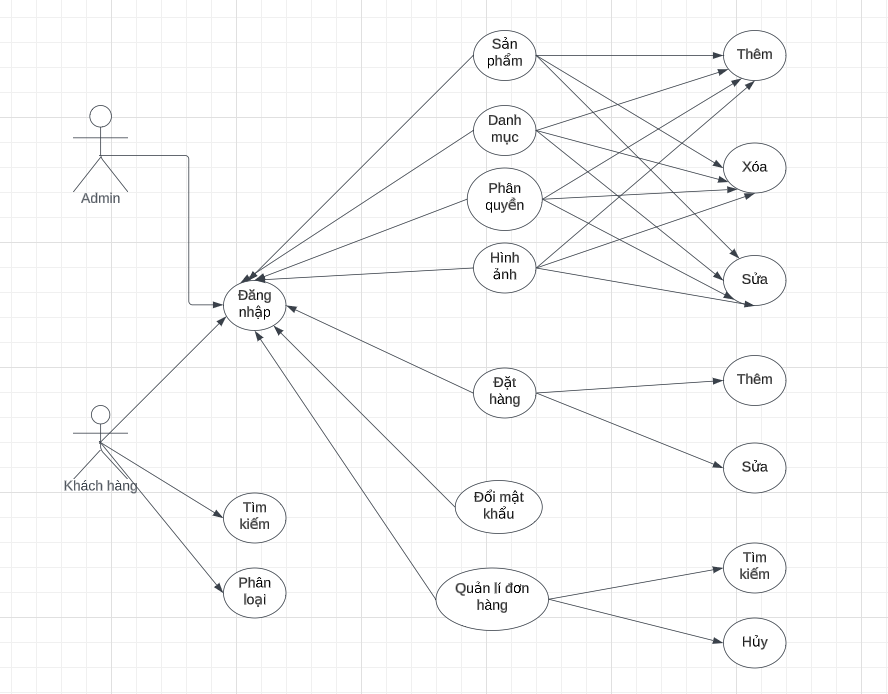 Sản
phẩm
Thêm
Danh
mục
Xóa
Admin
Phân
quyền
Hình
ảnh
Sửa
Đăng
nhập
Đặt
hàng
Thêm
Sửa
Khách hàng
Tìm
kiếm
Đổi mật
khẩu
Phân
loại
Quản lí đơn
hàng
Tìm
kiếm
Hủy